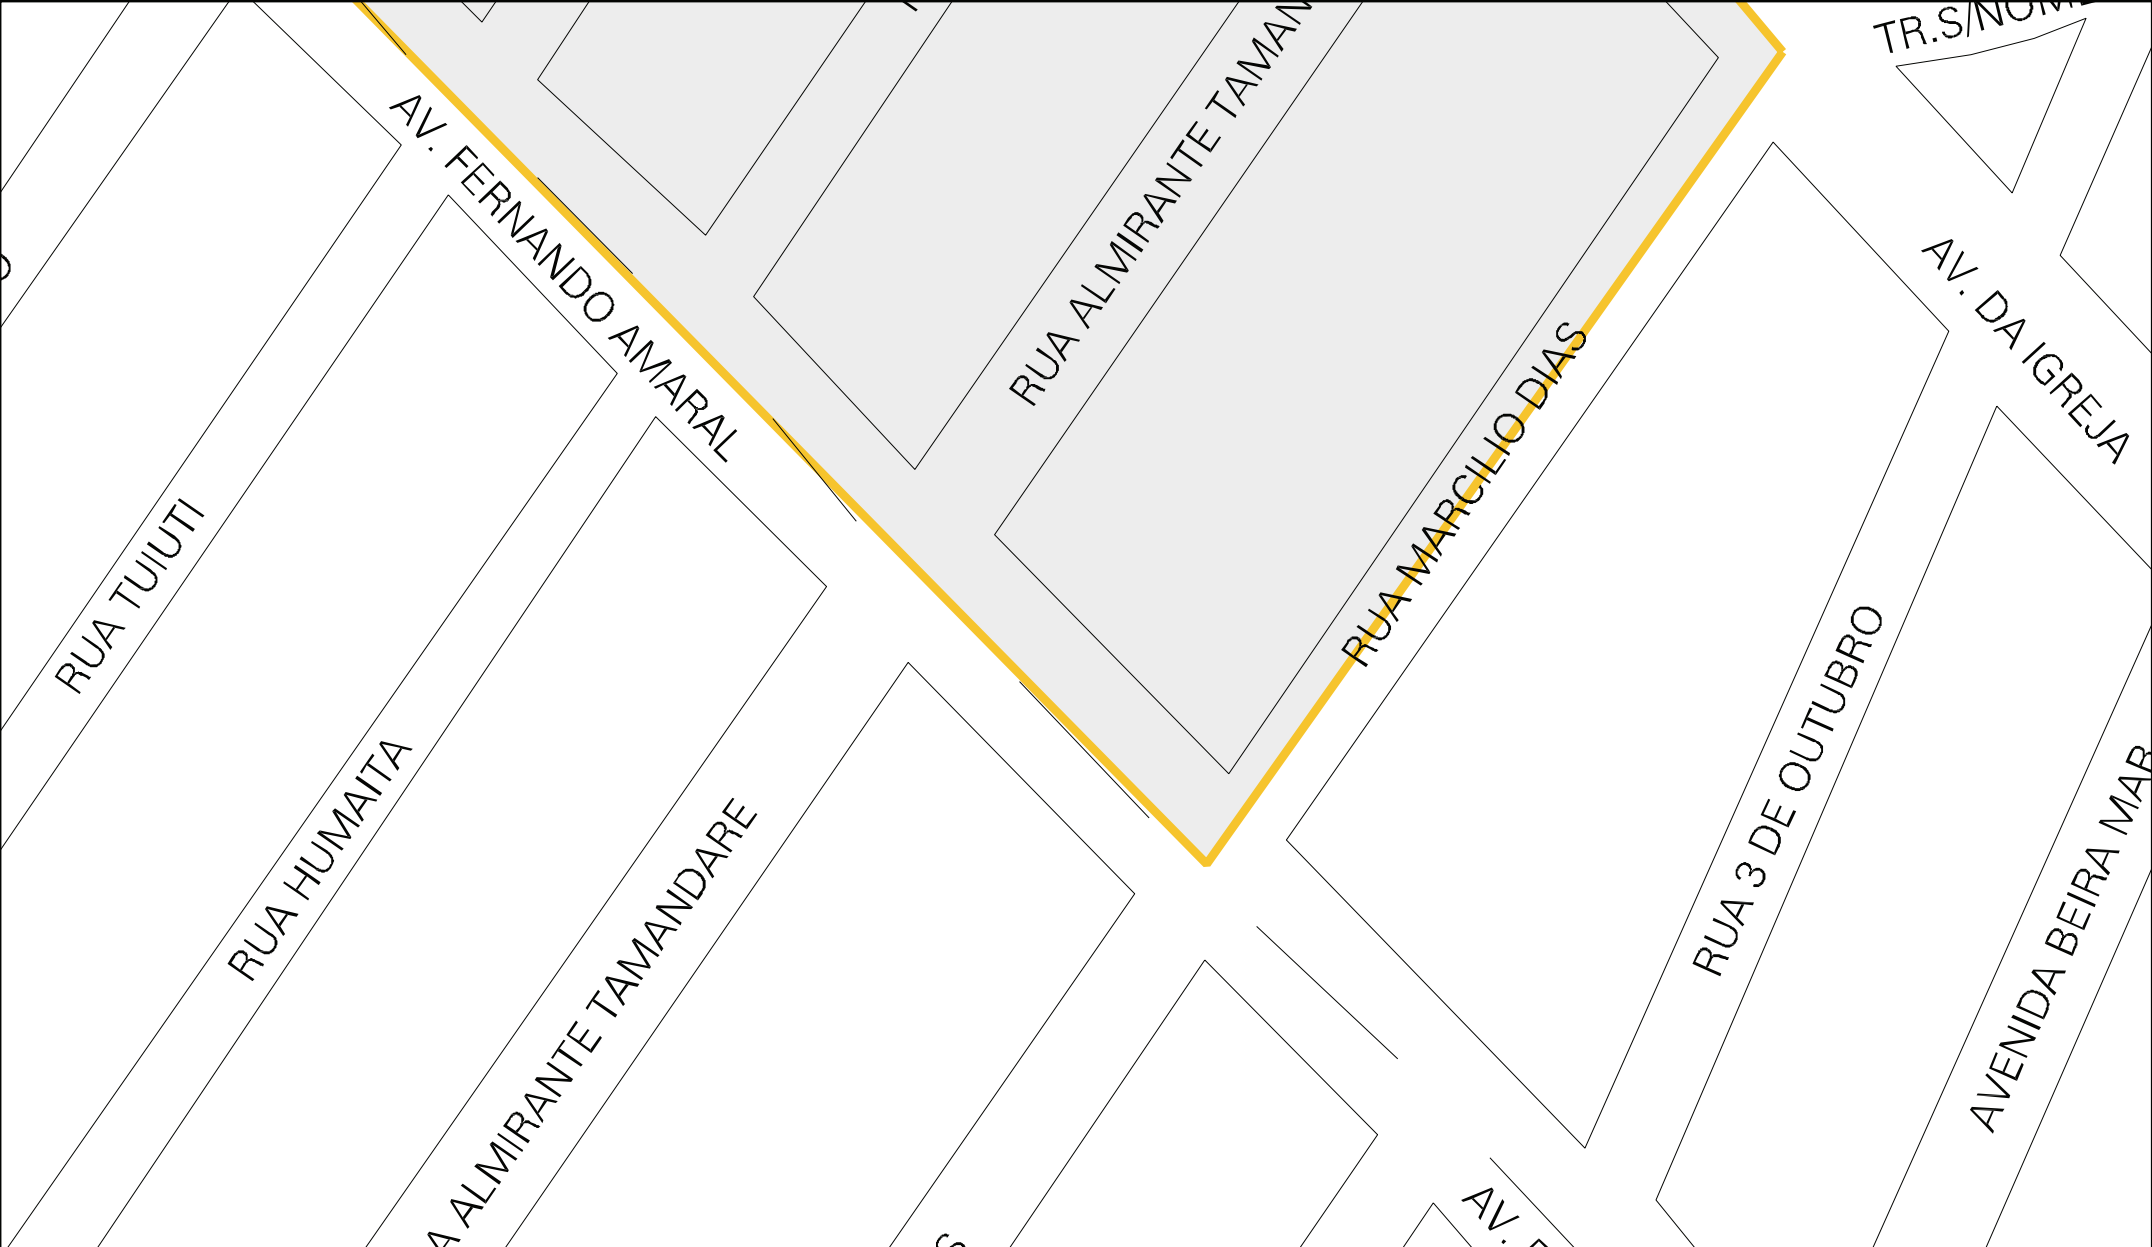 TR.S/NOME
AV. FERNANDO AMARAL
RUA ALMIRANTE TAMAN
AV. DA IGREJA
RUA MARCILIO DIAS
RUA TUIUTI
RUA HUMAITA
RUA 3 DE OUTUBRO
AVENIDA BEIRA MAR
A ALMIRANTE TAMANDARE
AV.
S